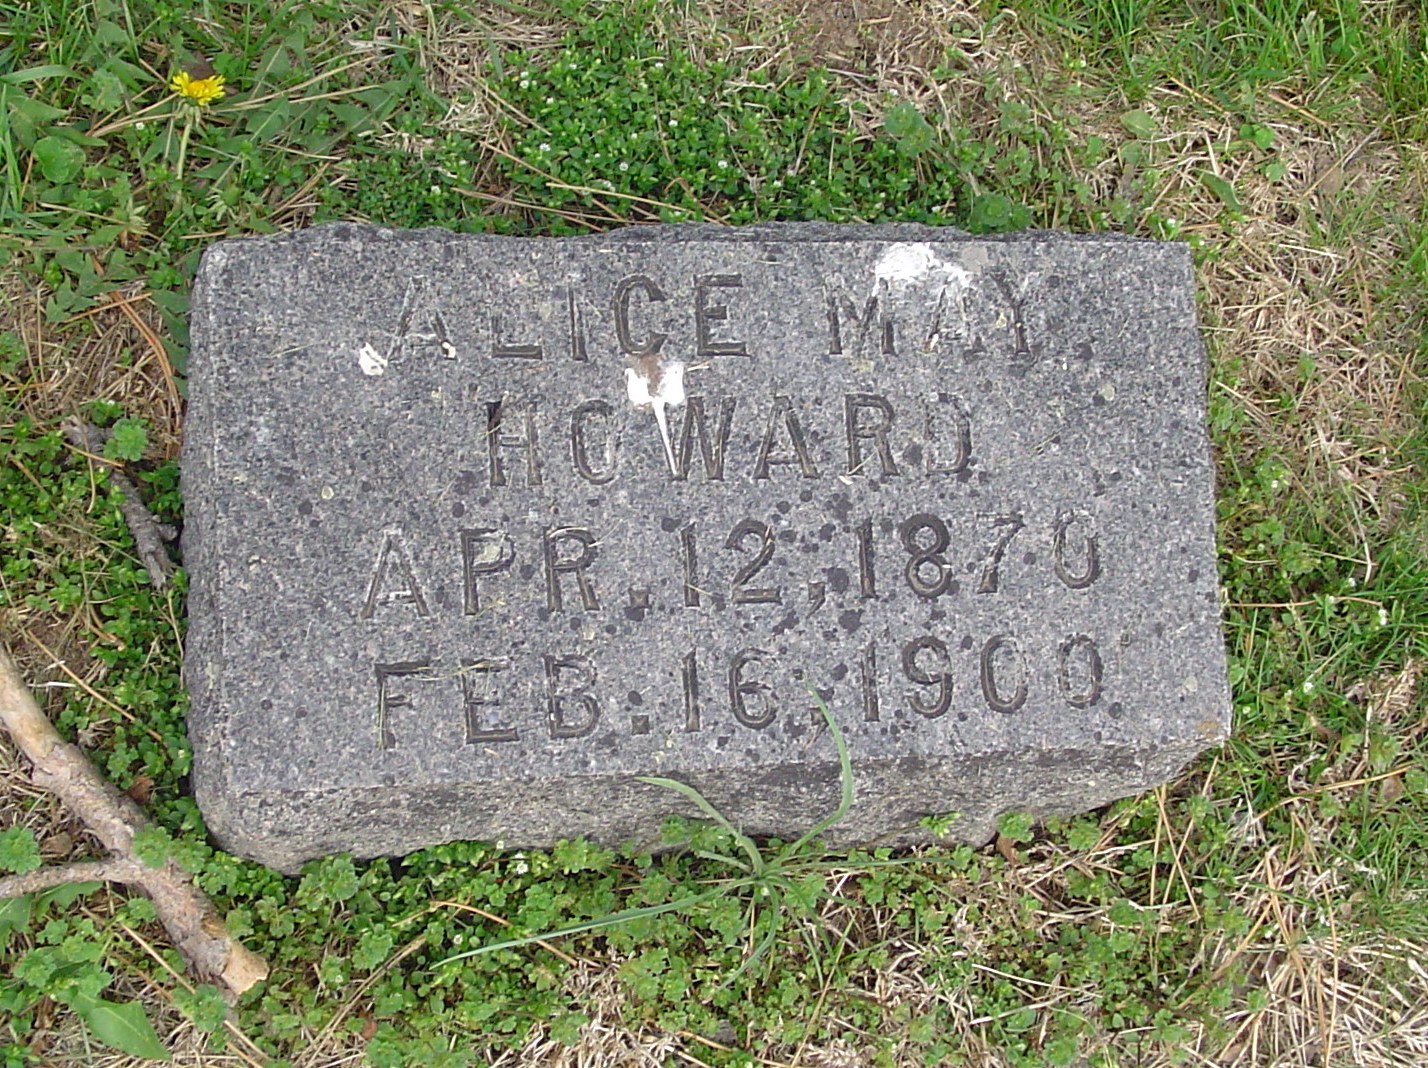 ALICE MAY
HOWARD
APR. 12, 1870
FEB. 16, 1900